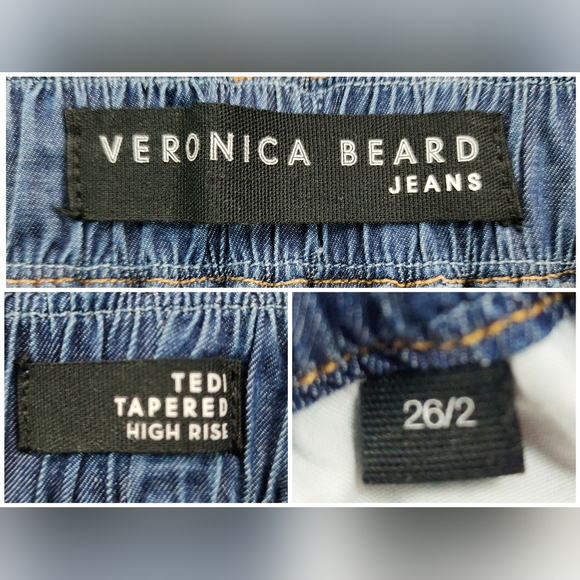 VERONICA BEARD
JEANS
TEDI
TAPERED
HIGH RISE
26/2